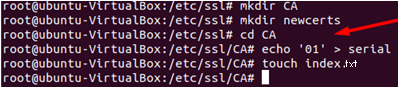 root@ubuntu-VirtualBox:/etc/ssl# mkdir CA
root@ubuntu-VirtualBox:/etc/ssl# mkdir newcerts
root@ubuntu-VirtualBox:/etc/ssl# cd CA
root@ubuntu-VirtualBox:/etc/ssl/CA# echo '01' > serial
root@ubuntu-VirtualBox:/etc/ssl/CA# touch index.txt
root@ubuntu-VirtualBox:/etc/ssl/CA#